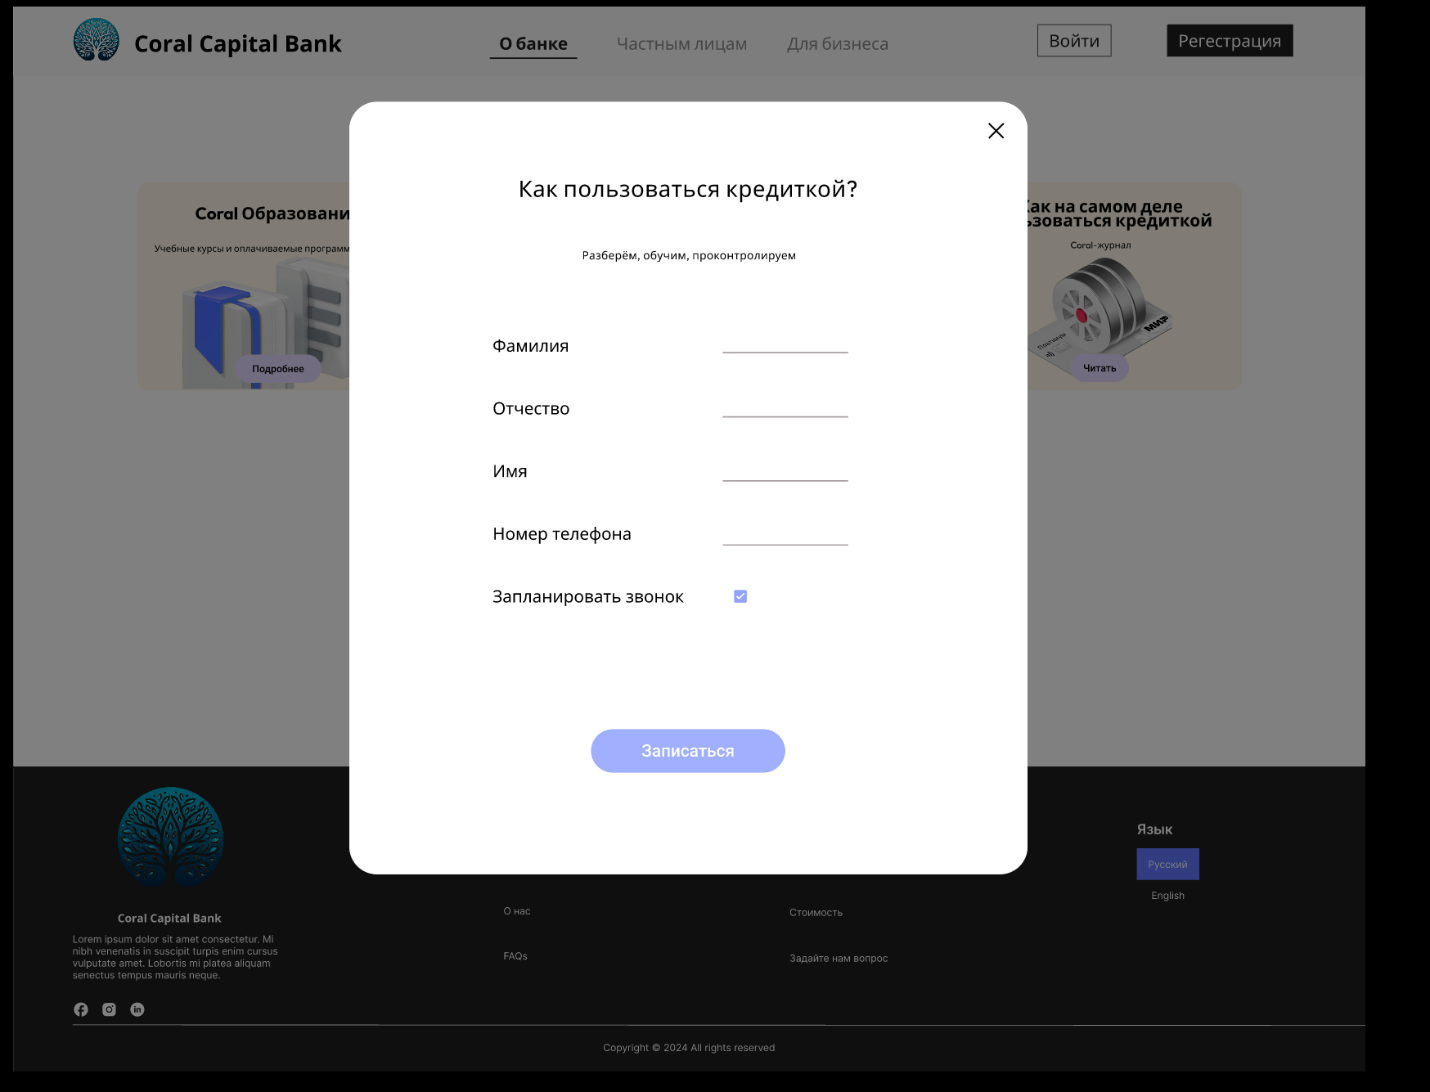 Coral Capital Bank
О банке
Частным лицам
Для бизнеса
Войти
Регестрация
Как пользоваться кредиткой?
Разберём, обучим, проконтролируем
Фамилия
Отчество
Имя
Номер телефона
Запланировать звонок
Записаться
Coral Образовани
Учебные курсы и оплачиваемые программ
Подробнее
Как на самом деле
ьзоваться кредиткой
Coral-журнал
МИР
Читать
Coral Capital Bank
Lorem ipsum dolor sit amet consectetur. Mi
nibh venenatis in suscipit turpis enim cursus
vulputate amet. Lobortis mi platea aliquam
senectus tempus mauris neque.
О нас
FAQs
Стоимость
Задайте нам вопрос
Язык
Русский
English
Copyright © 2024 All rights reserved